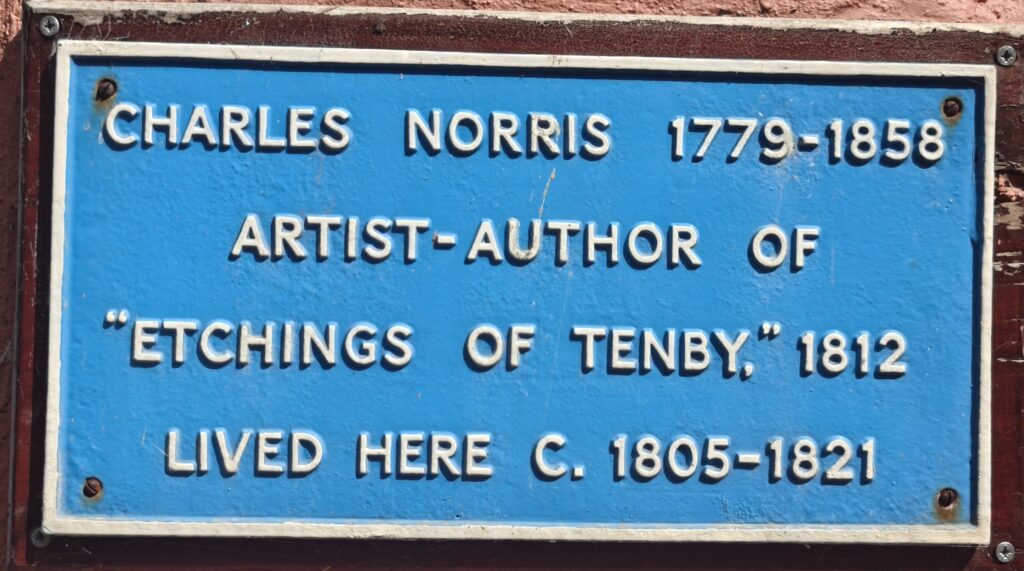 CHARLES NORRIS 1779-1858
ARTIST-AUTHOR OF
“ETCHINGS OF TENBY,” 1812
LIVED HERE C. 1805-1821